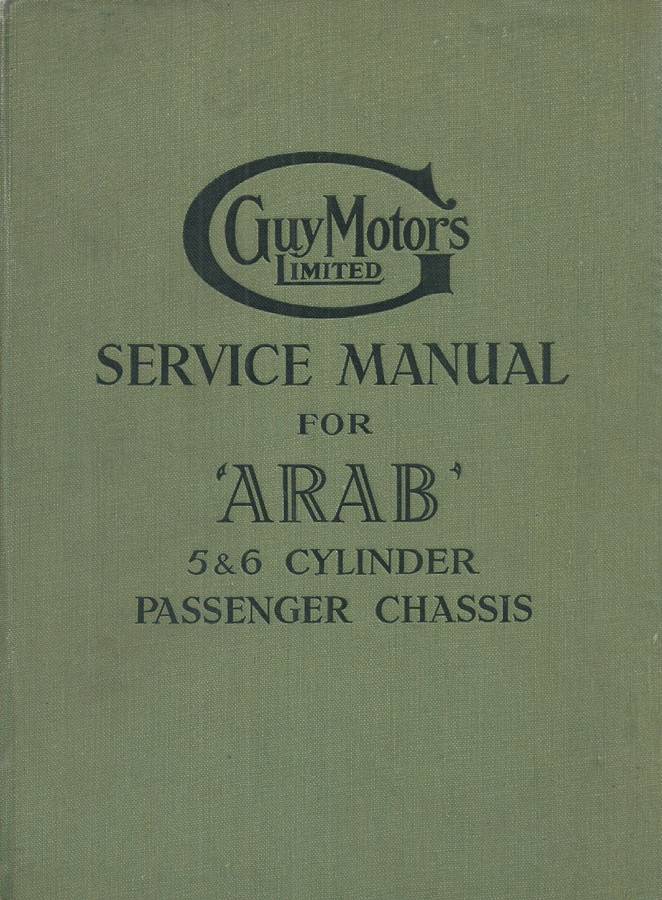 Guy Motors
LIMITED
SERVICE MANUAL
FOR
'ARAB'
5 & 6 CYLINDER
PASSENGER CHASSIS